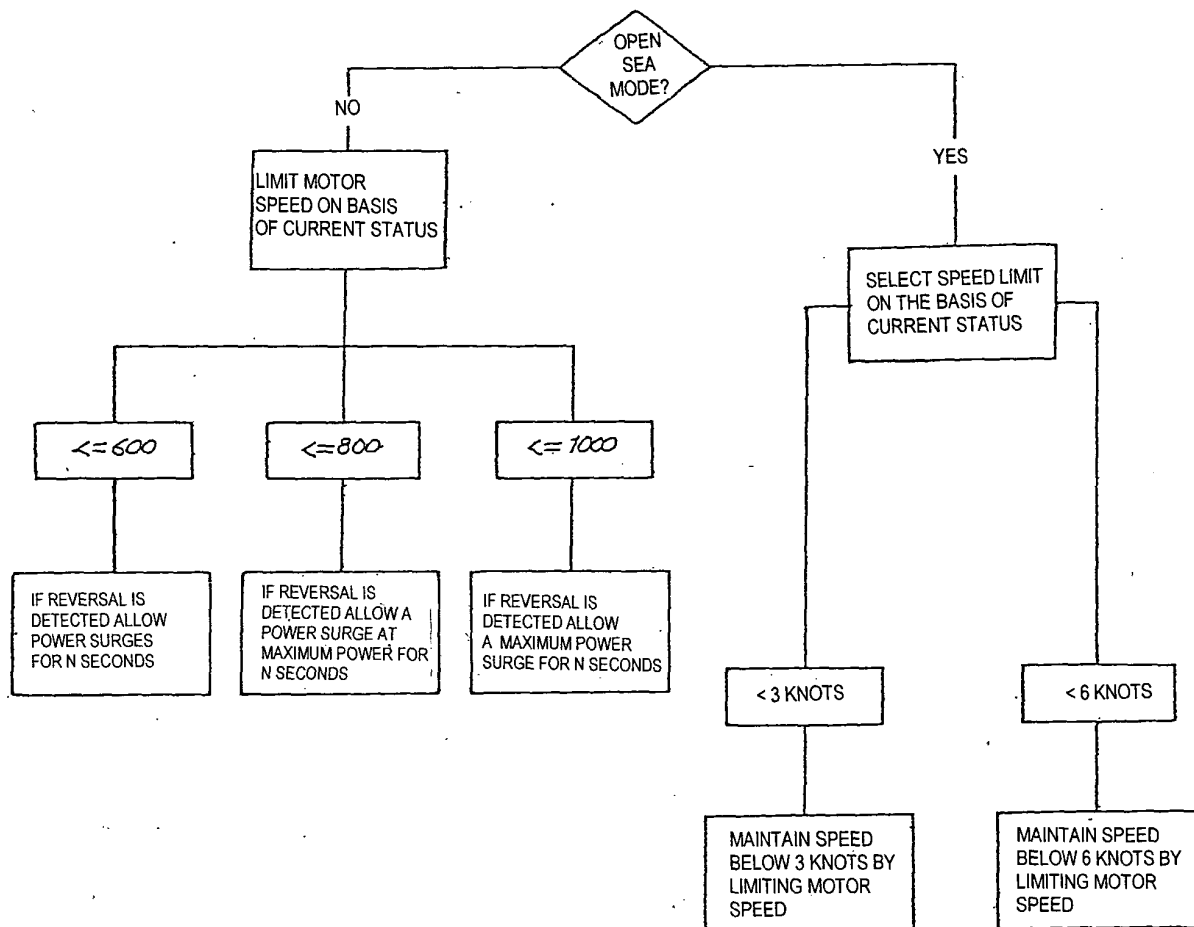 OPEN
SEA
MODE?
NO
YES
LIMIT MOTOR
SPEED ON BASIS
OF CURRENT STATUS
SELECT SPEED LIMIT
ON THE BASIS OF
CURRENT STATUS
<=600
<=800
<=1000
IF REVERSAL IS
DETECTED ALLOW
POWER SURGES
FOR N SECONDS
IF REVERSAL IS
DETECTED ALLOW A
POWER SURGE AT
MAXIMUM POWER FOR
N SECONDS
IF REVERSAL IS
DETECTED ALLOW
A MAXIMUM POWER
SURGE FOR N SECONDS
< 3 KNOTS
< 6 KNOTS
MAINTAIN SPEED
BELOW 3 KNOTS BY
LIMITING MOTOR
SPEED
MAINTAIN SPEED
BELOW 6 KNOTS BY
LIMITING MOTOR
SPEED